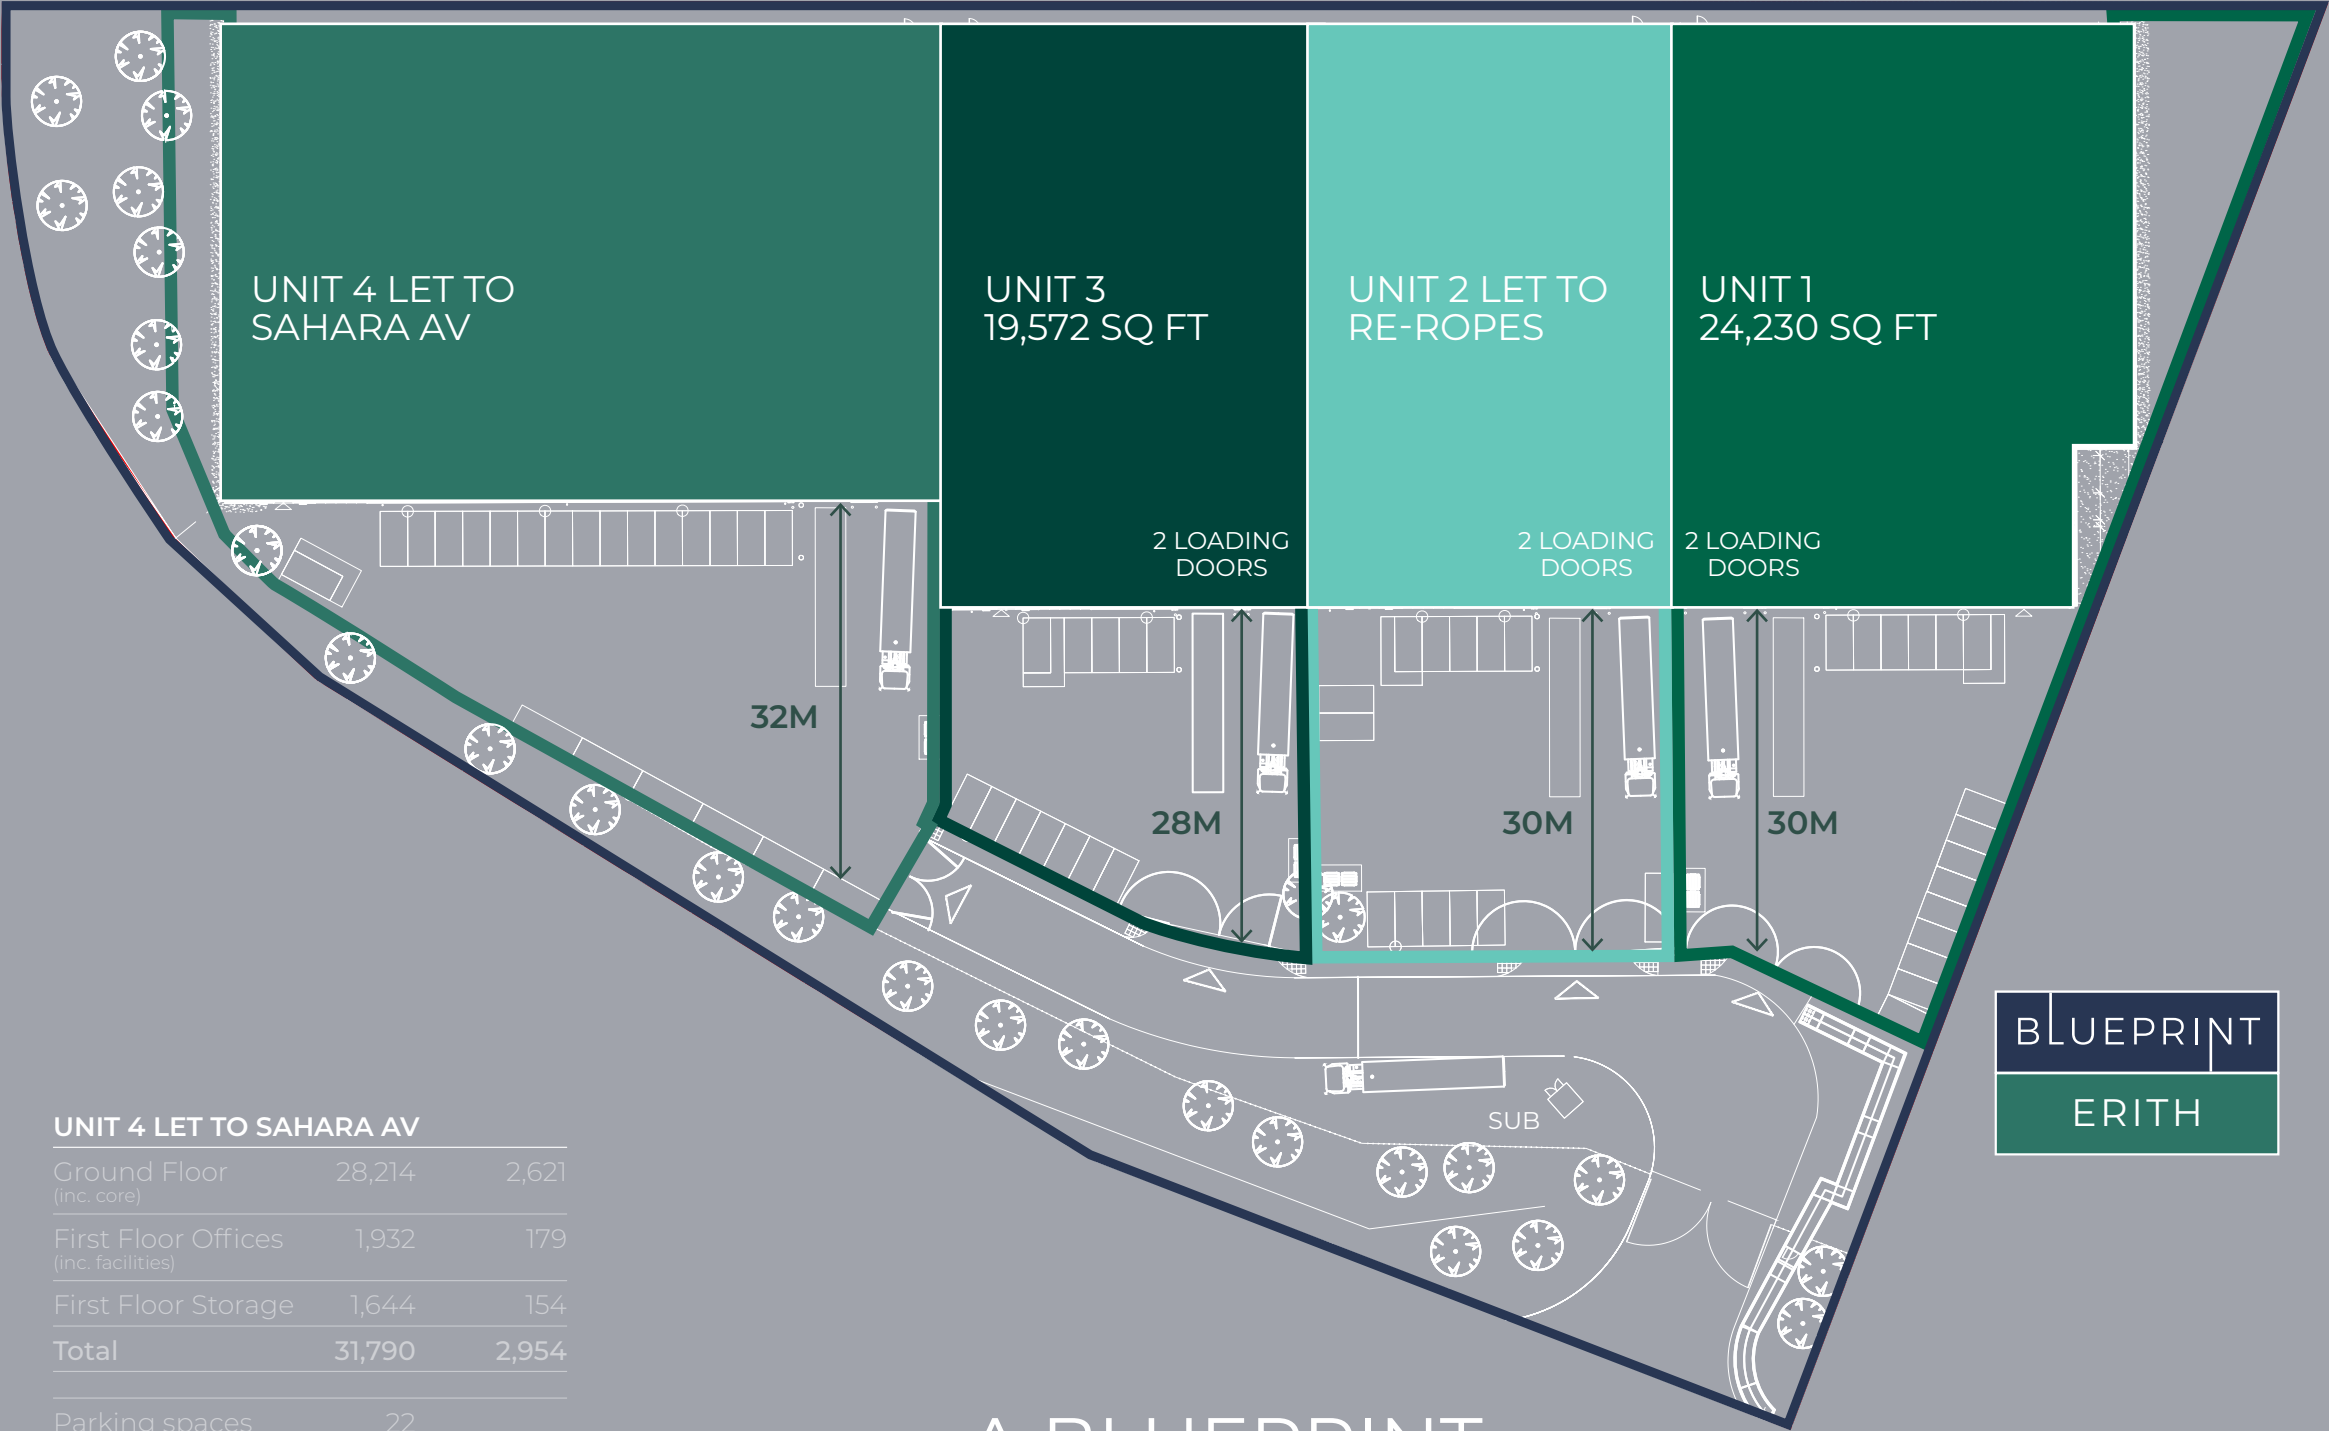 UNIT 4 LET TO
SAHARA AV
UNIT 3
19,572 SQ FT
UNIT 2 LET TO
RE-ROPES
UNIT 1
24,230 SQ FT
2 LOADING
DOORS
2 LOADING
DOORS
2 LOADING
DOORS
32M
28M
30M
30M
SUB
BLUEPRINT
ERITH
UNIT 4 LET TO SAHARA AV
Ground Floor 28,214 2,621
(inc. core)
First Floor Offices 1,932 179
(inc. facilities)
First Floor Storage 1,644 154
Total 31,790 2,954
Parking spaces 22
A BLUEPRINT